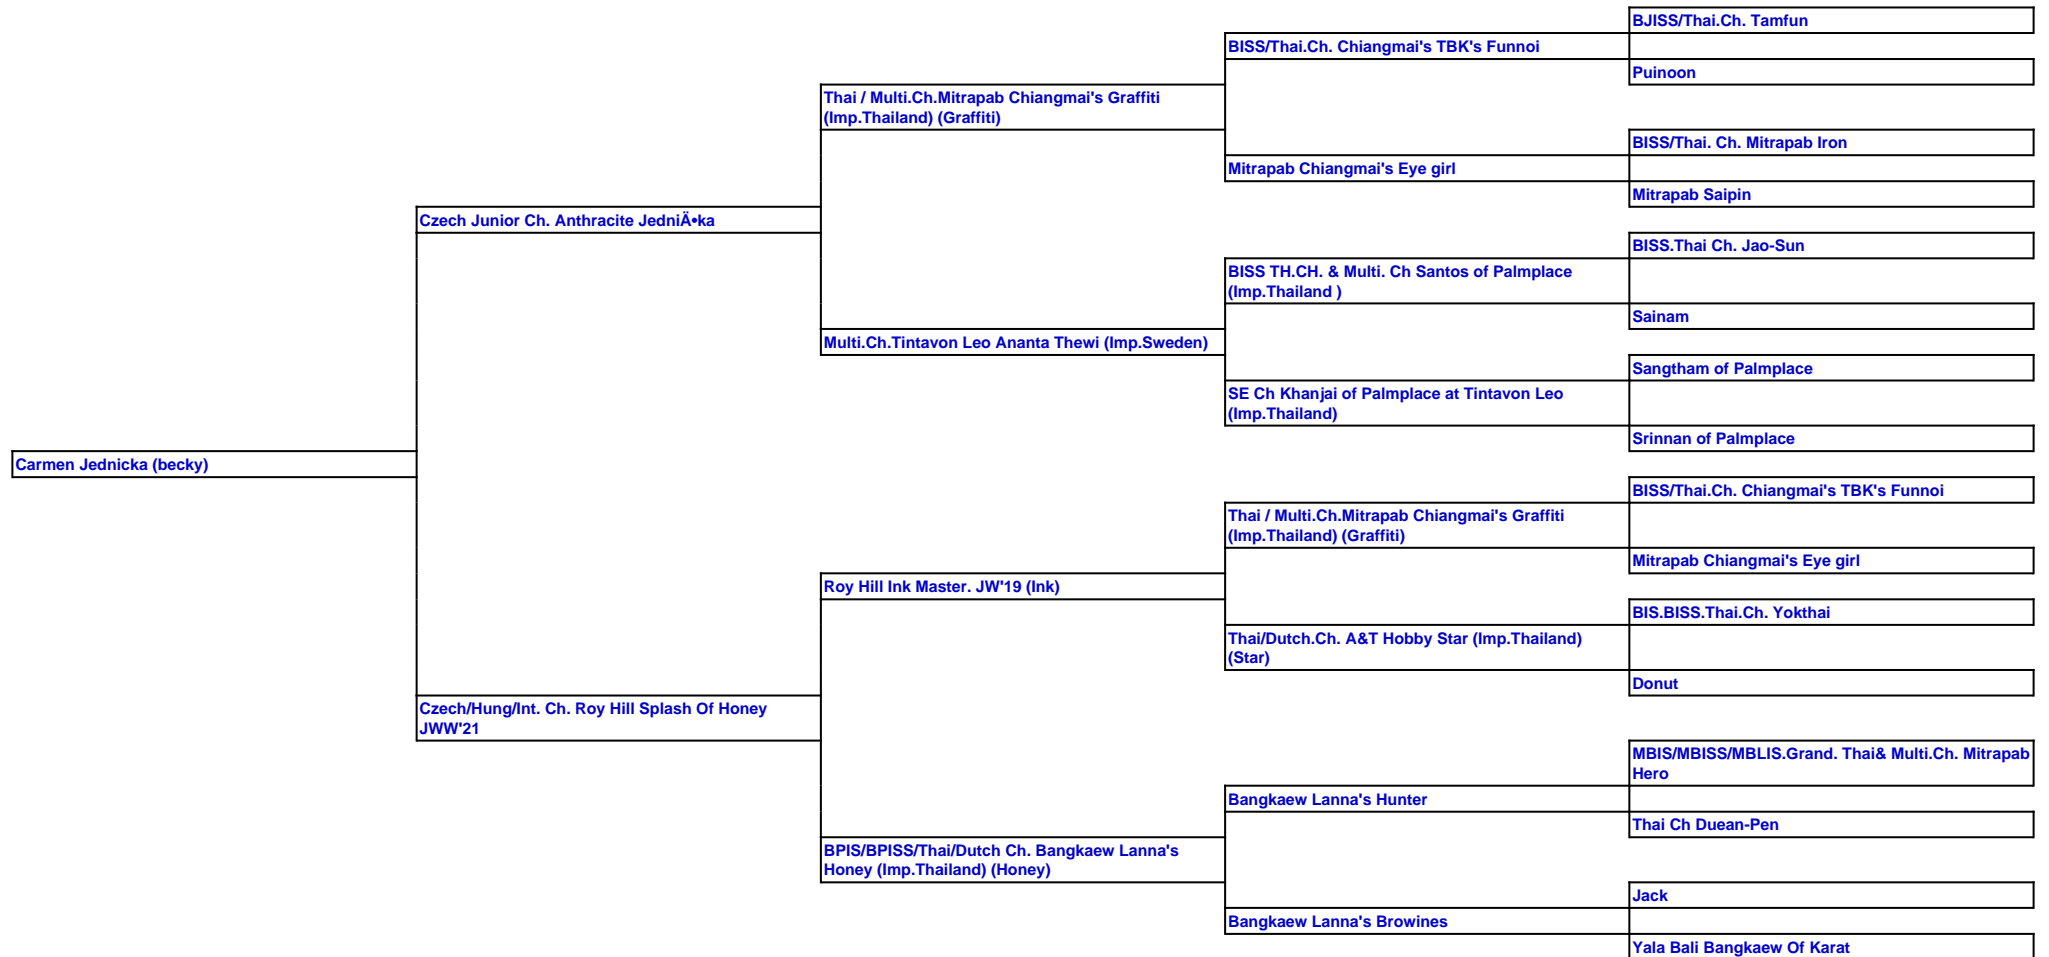 BJISS/Thai.Ch. Tamfun
BISS/Thai.Ch. Chiangmai's TBK's Funnoi
Puinoon
Thai / Multi.Ch.Mitrapab Chiangmai's Graffiti
(Imp.Thailand) (Graffiti)
BISS/Thai. Ch. Mitrapab Iron
Mitrapab Chiangmai's Eye girl
Mitrapab Saipin
Czech Junior Ch. Anthracite JedniÄ•ka
BISS.Thai Ch. Jao-Sun
BISS TH.CH. & Multi. Ch Santos of Palmplace
(Imp.Thailand )
Sainam
Multi.Ch.Tintavon Leo Ananta Thewi (Imp.Sweden)
Sangtham of Palmplace
SE Ch Khanjai of Palmplace at Tintavon Leo
(Imp.Thailand)
Srinnan of Palmplace
Carmen Jednicka (becky)
BISS/Thai.Ch. Chiangmai's TBK's Funnoi
Thai / Multi.Ch.Mitrapab Chiangmai's Graffiti
(Imp.Thailand) (Graffiti)
Mitrapab Chiangmai's Eye girl
Roy Hill Ink Master. JW'19 (Ink)
BIS.BISS.Thai.Ch. Yokthai
Thai/Dutch.Ch. A&T Hobby Star (Imp.Thailand)
(Star)
Donut
Czech/Hung/Int. Ch. Roy Hill Splash Of Honey
JWW'21
MBIS/MBISS/MBLIS.Grand. Thai& Multi.Ch. Mitrapab
Hero
Bangkaew Lanna's Hunter
Thai Ch Duean-Pen
BPIS/BPISS/Thai/Dutch Ch. Bangkaew Lanna's
Honey (Imp.Thailand) (Honey)
Jack
Bangkaew Lanna's Browines
Yala Bali Bangkaew Of Karat